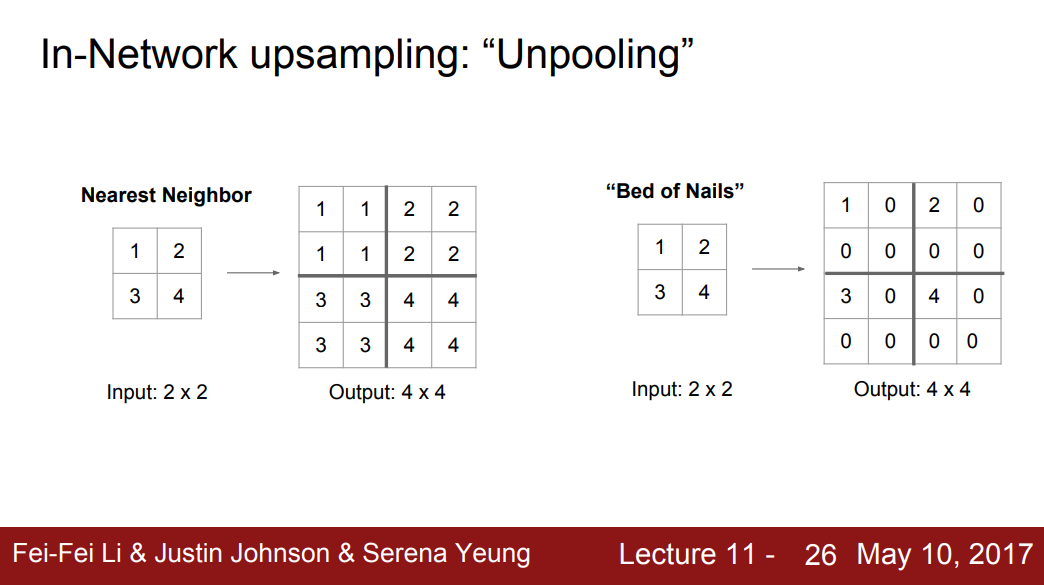 In-Network upsampling: “Unpooling”
Nearest Neighbor
1 2
3 4
Input: 2 x 2
1 1 2 2
1 1 2 2
3 3 4 4
3 3 4 4
Output: 4 x 4
“Bed of Nails”
1 2
3 4
Input: 2 x 2
1 0 2 0
0 0 0 0
3 0 4 0
0 0 0 0
Output: 4 x 4
Fei-Fei Li & Justin Johnson & Serena Yeung Lecture 11 - 26 May 10, 2017